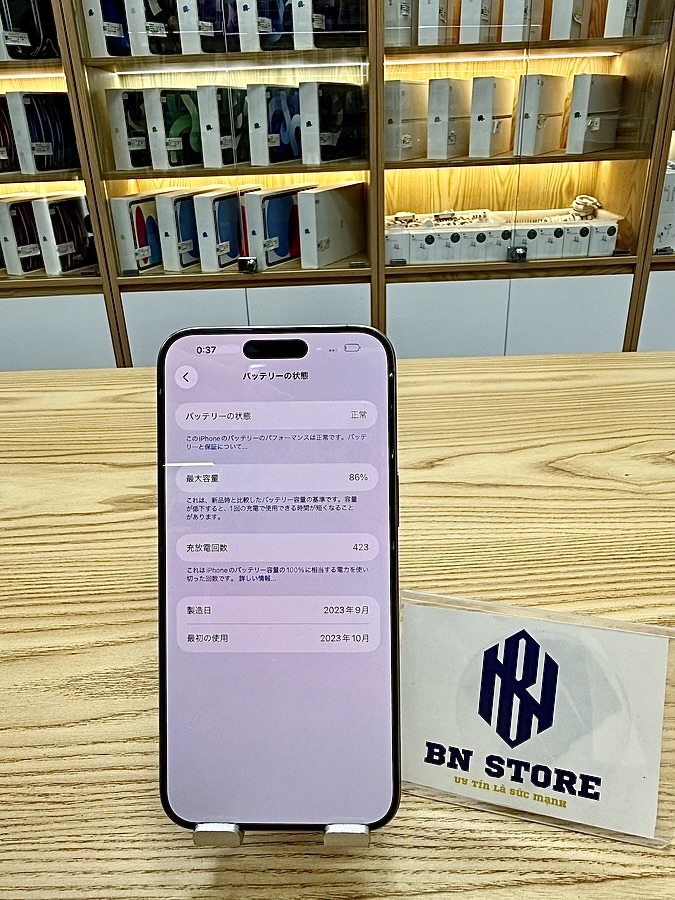 0:37
バッテリーの状態
バッテリーの状態 正常
このiPhoneのバッテリーのパフォーマンスは正常です。バッテ
リーと保証について...
最大容量 86%
これは、新品時と比較したバッテリー容量の基準です。容量
が低下すると、1回の充電で使用できる時間が短くなること
があります。
充放電回数 423
これはiPhoneのバッテリー容量の100%に相当する電力を使い
切った回数です。詳しい情報...
製造日 2023年9月
最初の使用 2023年10月
BN STORE
Uy Tín Là sức mạnh